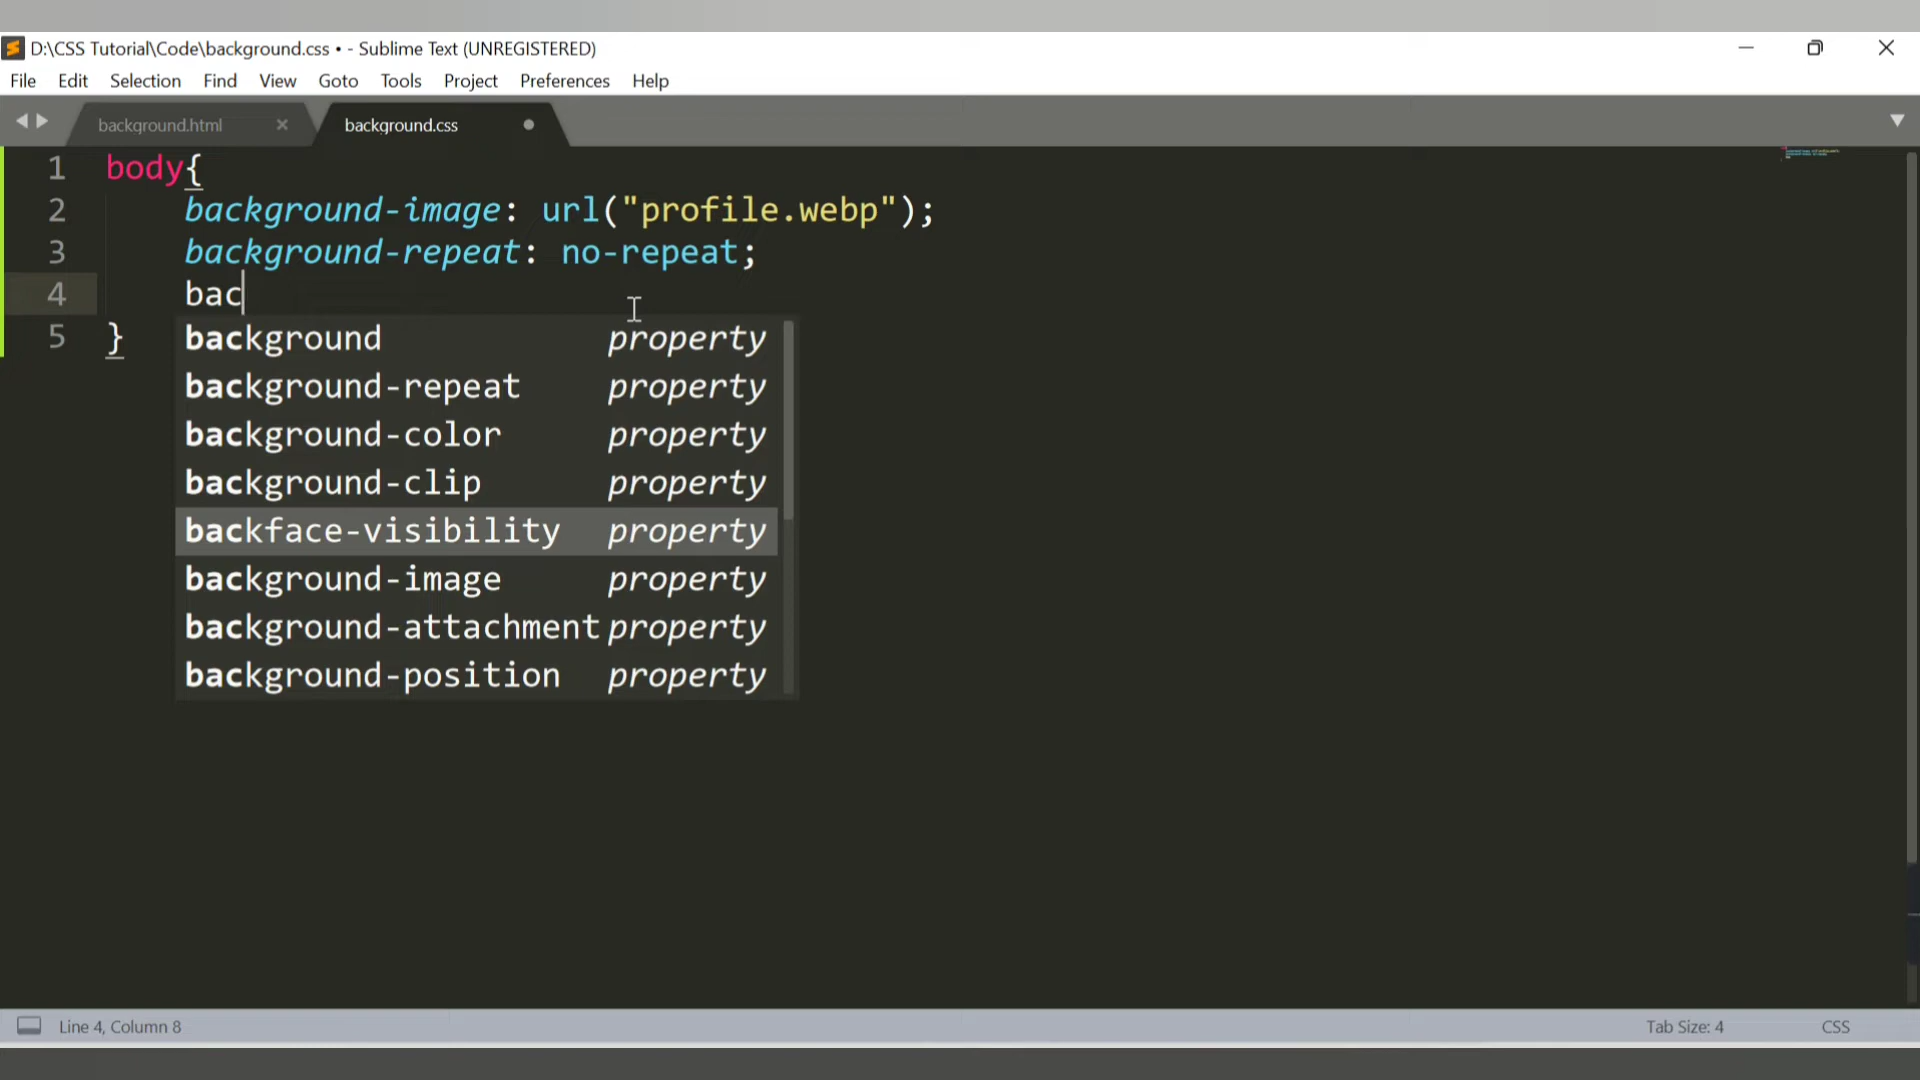 D:\CSS Tutorial\Code\background.css • - Sublime Text (UNREGISTERED)
File Edit Selection Find View Goto Tools Project Preferences Help
background.html × background.css
1 body{
2 background-image: url("profile.webp");
3 background-repeat: no-repeat;
4 bac
5 }
background property
background-repeat property
background-color property
background-clip property
backface-visibility property
background-image property
background-attachment property
background-position property
Line 4, Column 8 Tab Size: 4 CSS